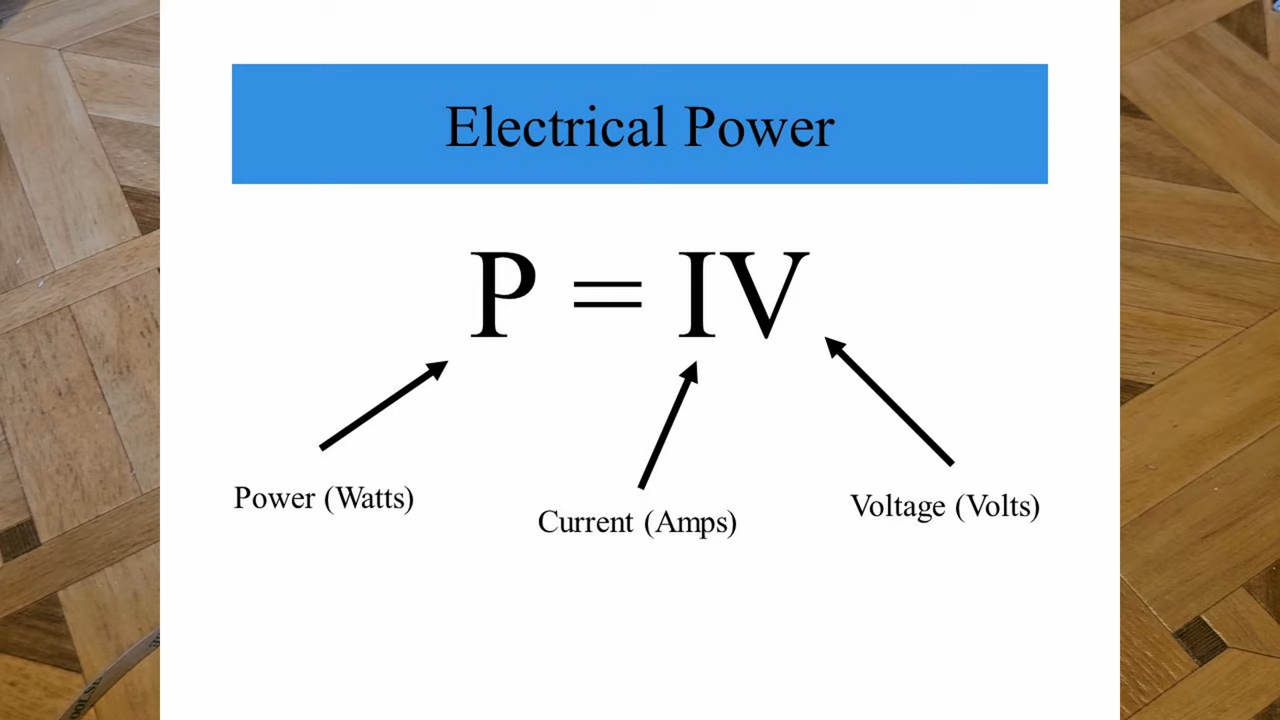 Electrical Power
P = IV
Power (Watts)
Current (Amps)
Voltage (Volts)